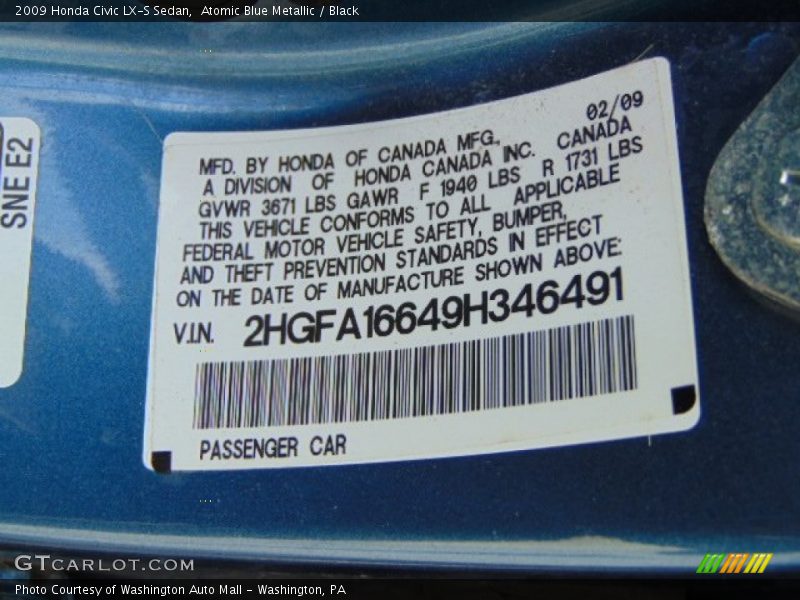 2009 Honda Civic LX-S Sedan,  Atomic Blue Metallic / Black
SNE E2
02/09
MFD. BY HONDA OF CANADA MFG.,
A DIVISION OF HONDA CANADA INC. CANADA
GVWR 3671 LBS GAWR F 1940 LBS R 1731 LBS
THIS VEHICLE CONFORMS TO ALL APPLICABLE
FEDERAL MOTOR VEHICLE SAFETY, BUMPER,
AND THEFT PREVENTION STANDARDS IN EFFECT
ON THE DATE OF MANUFACTURE SHOWN ABOVE:
V.I.N. 2HGFA16649H346491
PASSENGER CAR
GTCARLOT.COM
Photo Courtesy of Washington Auto Mall - Washington, PA